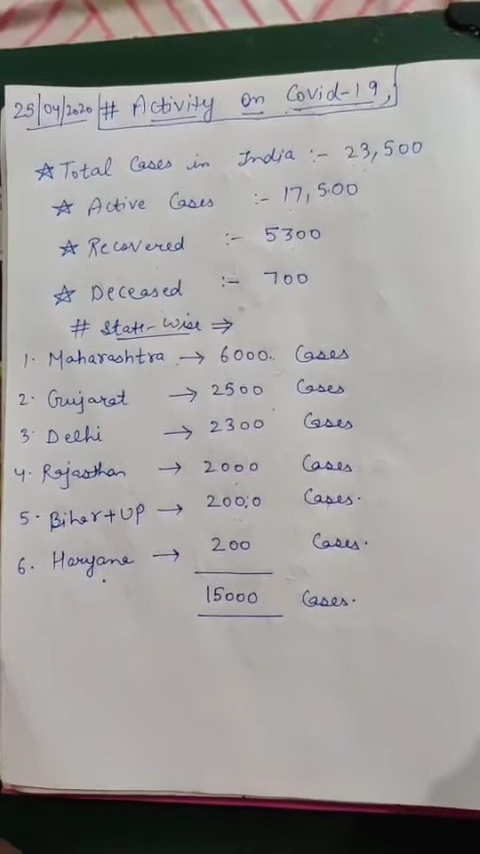 25/04/2020 # Activity on Covid-19,
☆ Total Cases in India :- 23,500
☆ Active Cases :- 17,500
☆ Recovered :- 5300
☆ Deceased :- 700
# State-wise ⇒
1. Maharashtra → 6000. Cases
2. Gujarat → 2500 Cases
3. Delhi → 2300 Cases
4. Rajasthan → 2000 Cases
5. Bihar+UP → 2000 Cases.
6. Haryana → 200 Cases.
15000 Cases.